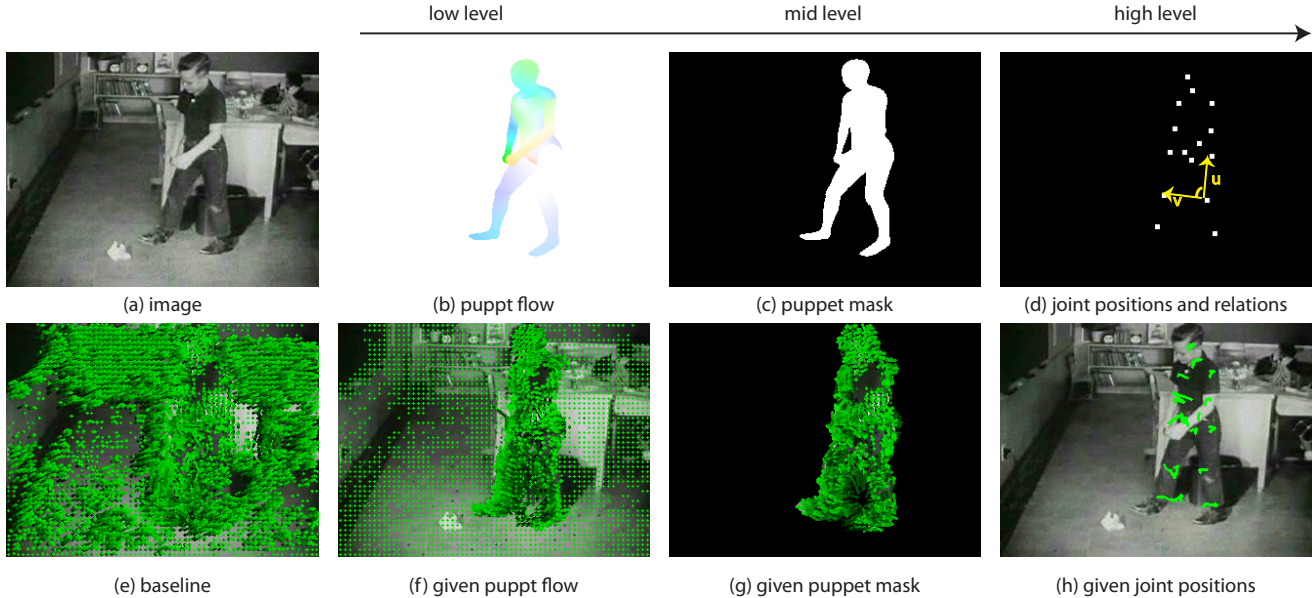 low level
mid level
high level
u
v
(a) image
(b) puppt flow
(c) puppet mask
(d) joint positions and relations
(e) baseline
(f) given puppt flow
(g) given puppet mask
(h) given joint positions